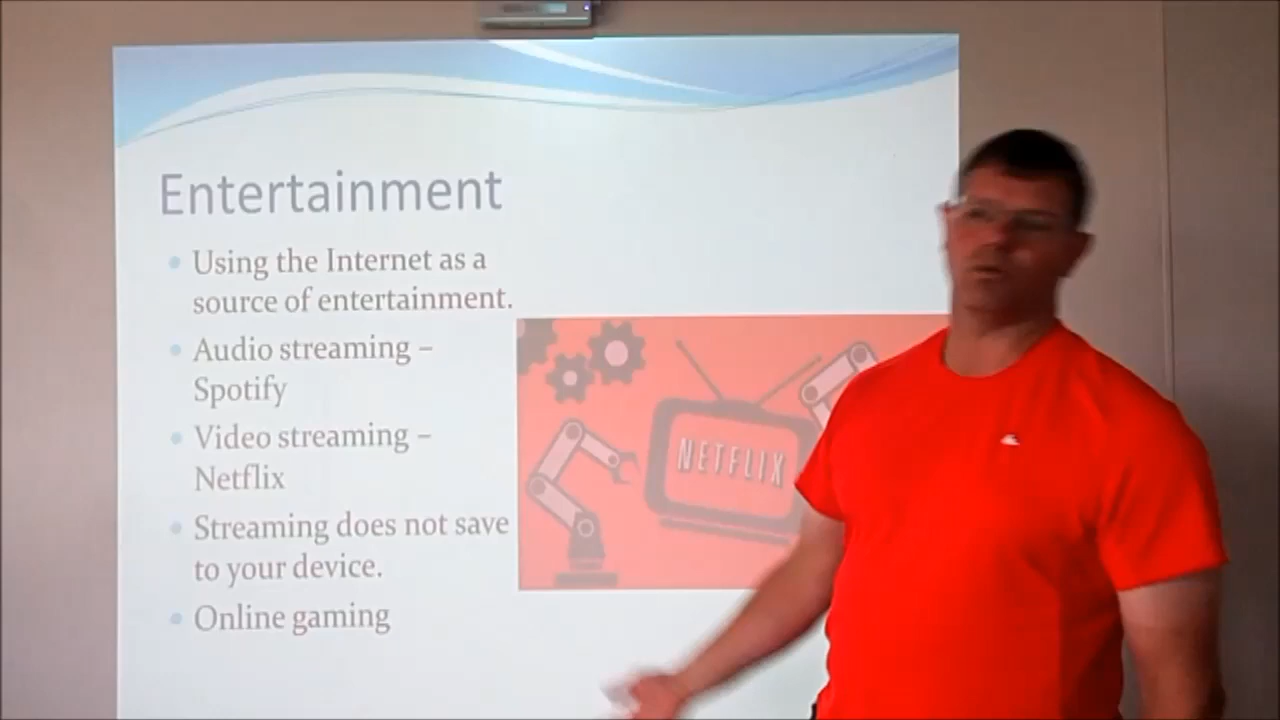 Entertainment
Using the Internet as a
source of entertainment.
Audio streaming –
Spotify
Video streaming –
Netflix
Streaming does not save
to your device.
Online gaming
NETFLIX